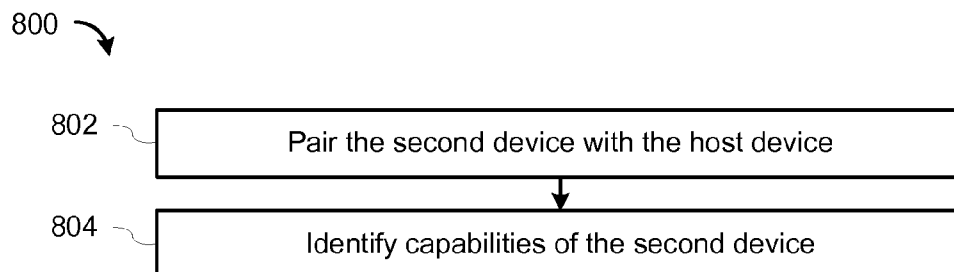 800
802
Pair the second device with the host device
804
Identify capabilities of the second device